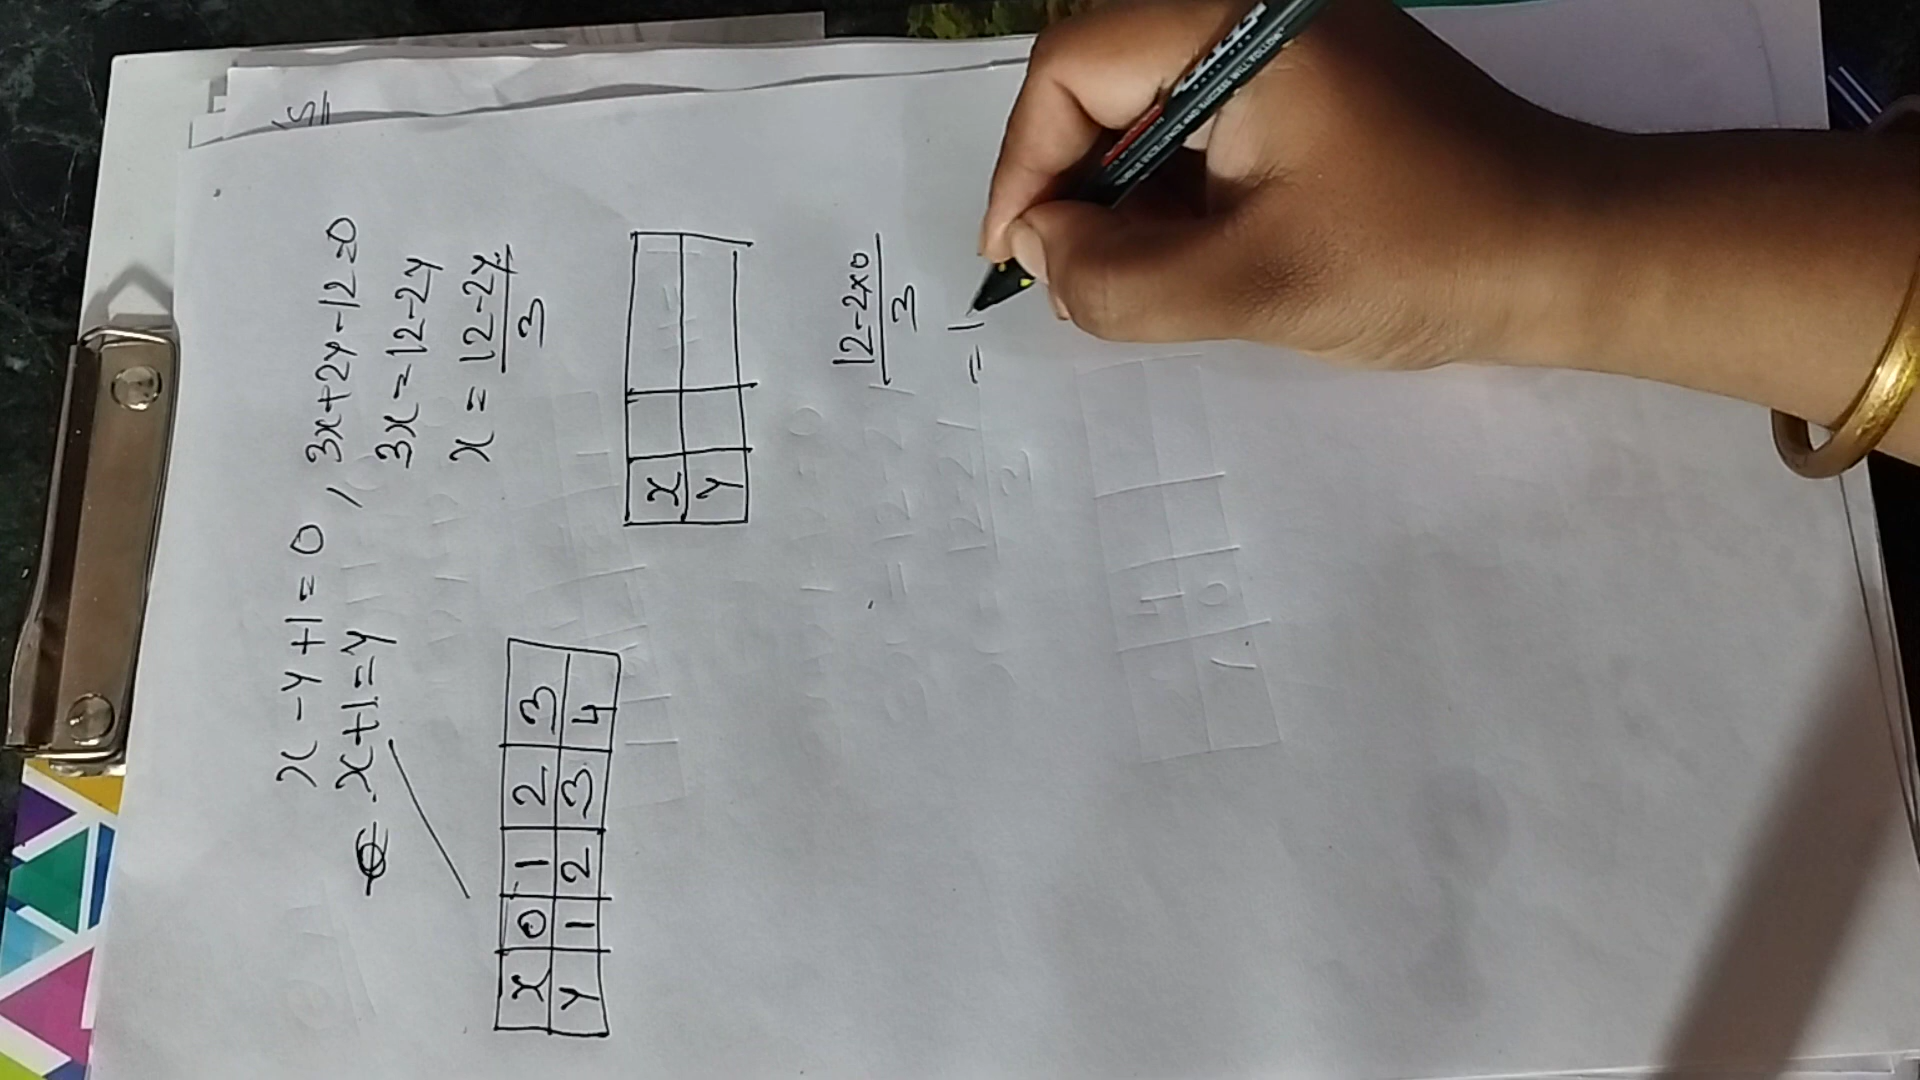 x - y + 1 = 0 , 3x + 2y - 12 = 0
x + 1 = y
3x = 12 - 2y
x = 12 - 2y
3
x 0 1 2 3
y 1 2 3 4
x
y
12 - 2 x 0
3
= 1